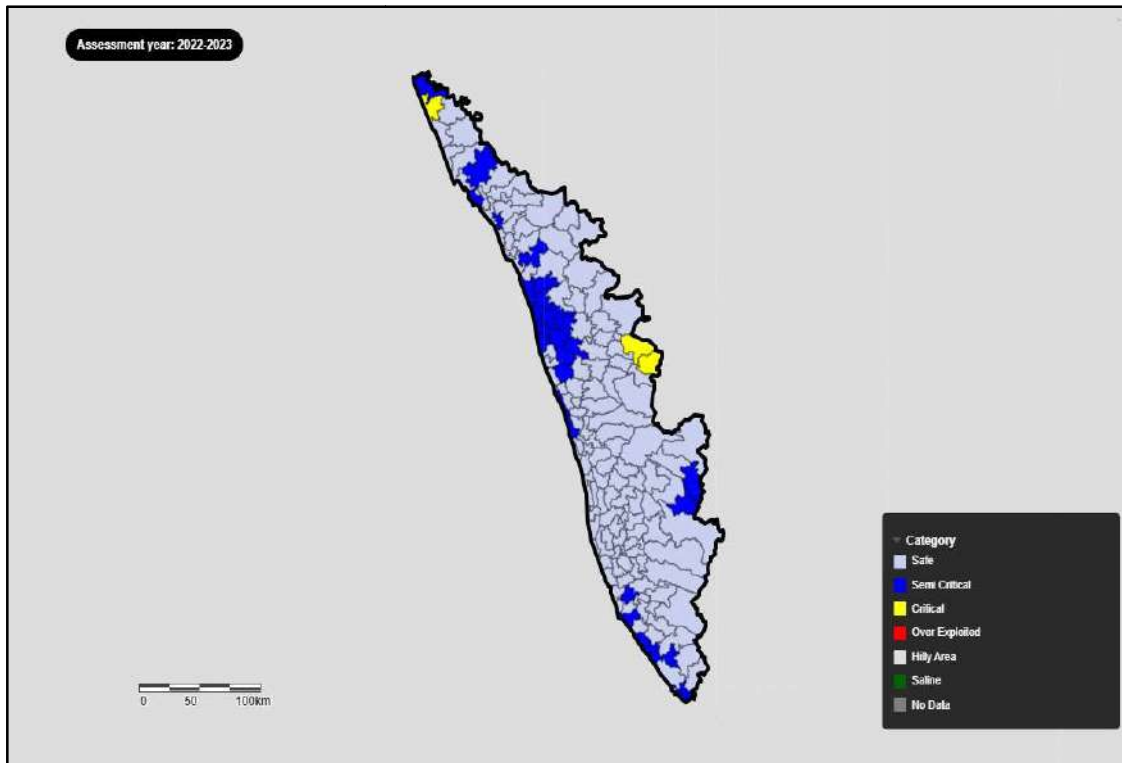 Assessment year: 2022-2023
Category
Safe
Semi Critical
Critical
Over Exploited
Hilly Area
Saline
No Data
0 50 100km